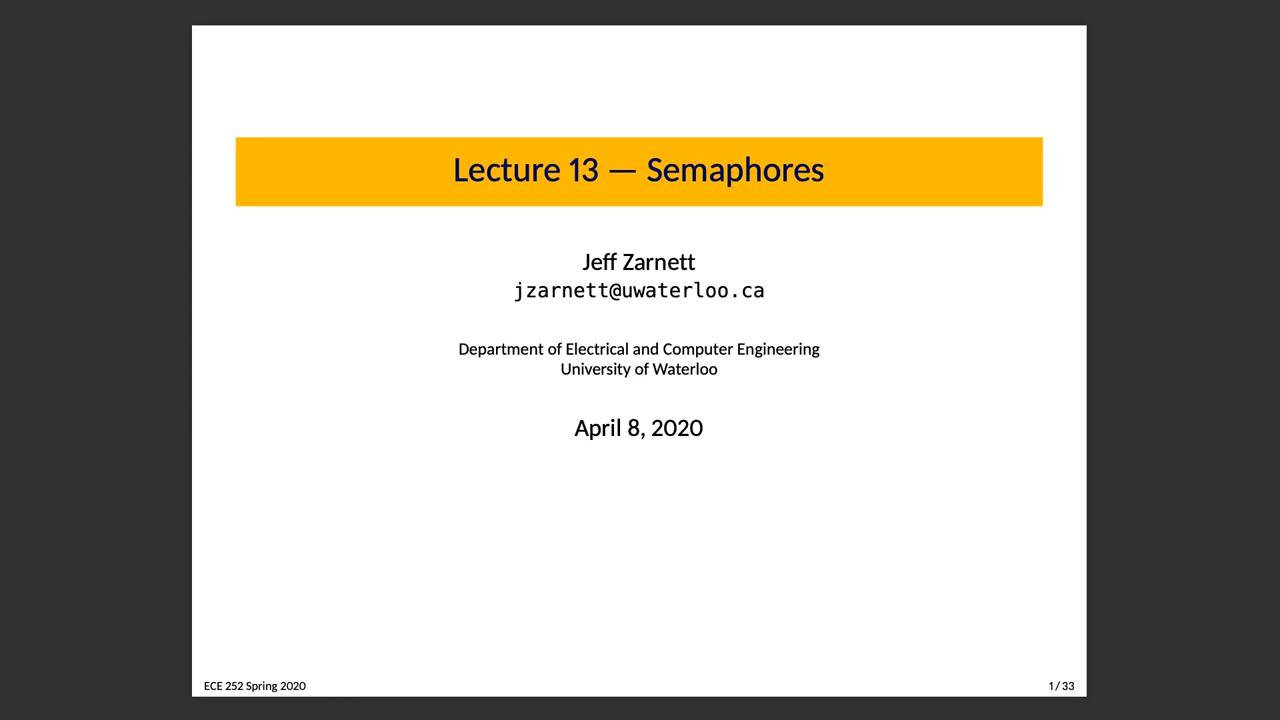 Lecture 13 — Semaphores
Jeff Zarnett
jzarnett@uwaterloo.ca
Department of Electrical and Computer Engineering
University of Waterloo
April 8, 2020
ECE 252 Spring 2020
1 / 33